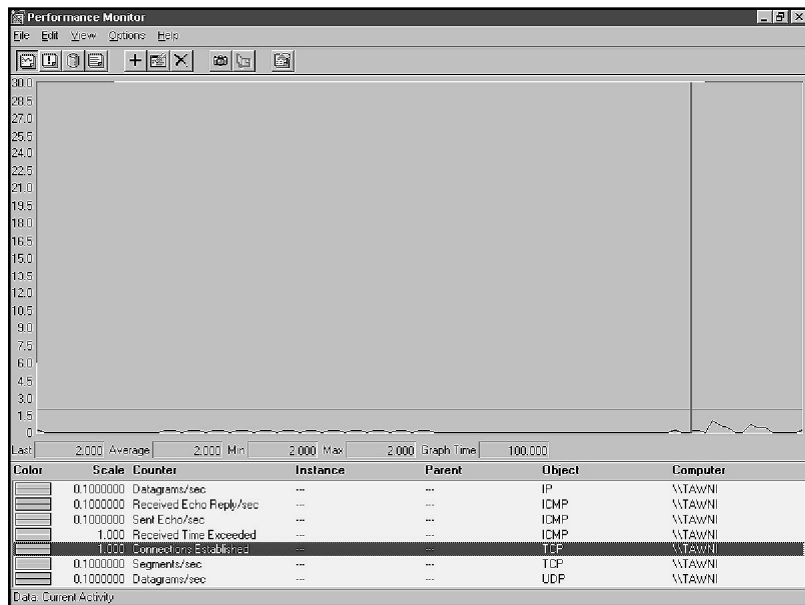 Performance Monitor
File Edit View Options Help
30.0
28.5
27.0
25.5
24.0
22.5
21.0
19.5
18.0
16.5
15.0
13.5
12.0
10.5
9.0
7.5
6.0
4.5
3.0
1.5
0
Last 2.000 Average 2.000 Min 2.000 Max 2.000 Graph Time 100.000
Color Scale Counter Instance Parent Object Computer
0.1000000 Datagrams/sec --- --- IP \\TAWNI
0.1000000 Received Echo Reply/sec --- --- ICMP \\TAWNI
0.1000000 Sent Echo/sec --- --- ICMP \\TAWNI
1.000 Received Time Exceeded --- --- ICMP \\TAWNI
1.000 Connections Established --- --- TCP \\TAWNI
0.1000000 Segments/sec --- --- TCP \\TAWNI
0.1000000 Datagrams/sec --- --- UDP \\TAWNI
Data: Current Activity